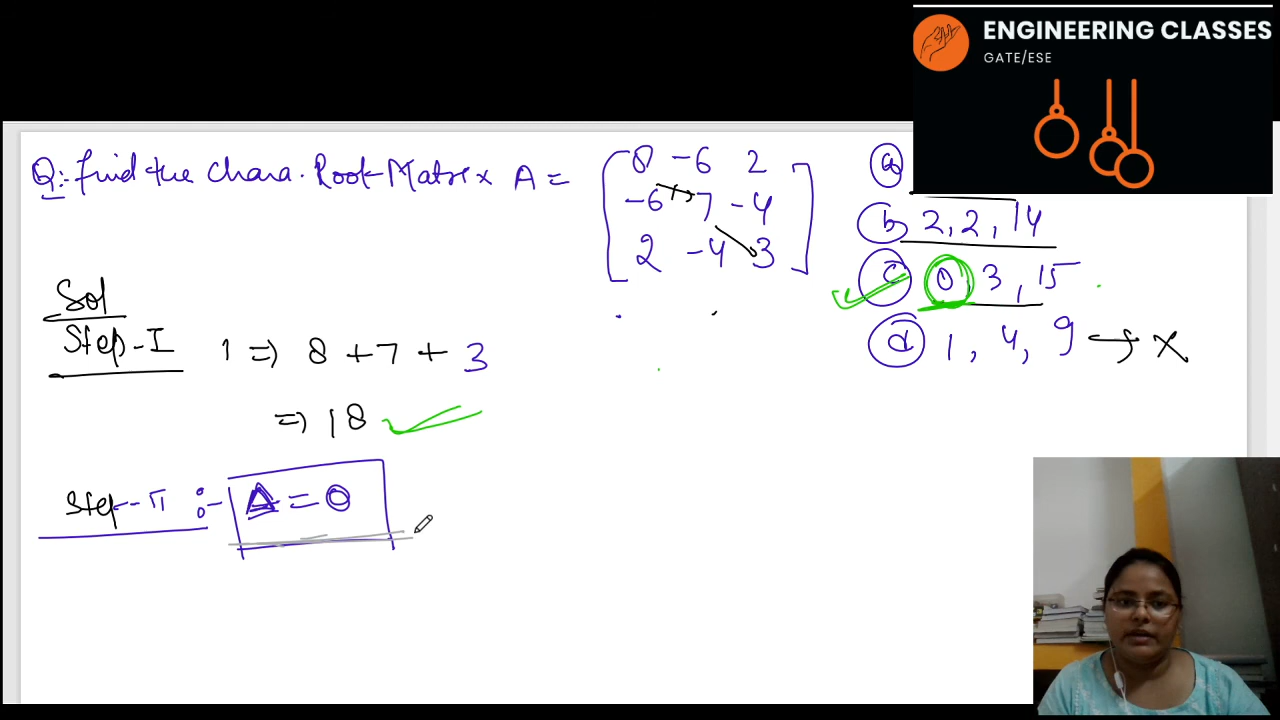 ENGINEERING CLASSES
GATE/ESE
Q:- find the Chara. Root Matrix A = 8 -6 2
-6 7 -4
2 -4 3
a
b 2, 2, 14
c 0, 3, 15
d 1, 4, 9 → X
Sol
Step-I 1 ⇒ 8 + 7 + 3
⇒ 18
Step-II :- Δ = 0